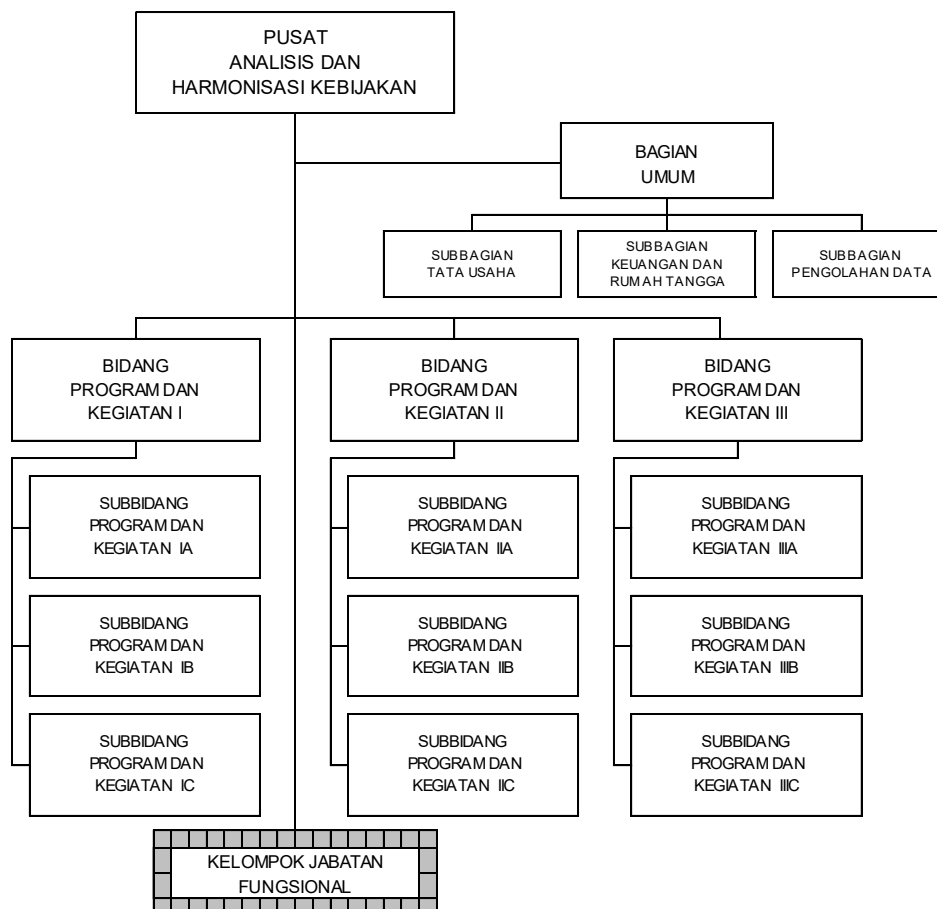 PUSAT
ANALISIS DAN
HARMONISASI KEBIJAKAN
BAGIAN
UMUM
SUBBAGIAN
TATA USAHA
SUBBAGIAN
KEUANGAN DAN
RUMAH TANGGA
SUBBAGIAN
PENGOLAHAN DATA
BIDANG
PROGRAM DAN
KEGIATAN I
BIDANG
PROGRAM DAN
KEGIATAN II
BIDANG
PROGRAM DAN
KEGIATAN III
SUBBIDANG
PROGRAM DAN
KEGIATAN IA
SUBBIDANG
PROGRAM DAN
KEGIATAN IIA
SUBBIDANG
PROGRAM DAN
KEGIATAN IIIA
SUBBIDANG
PROGRAM DAN
KEGIATAN IB
SUBBIDANG
PROGRAM DAN
KEGIATAN IIB
SUBBIDANG
PROGRAM DAN
KEGIATAN IIIB
SUBBIDANG
PROGRAM DAN
KEGIATAN IC
SUBBIDANG
PROGRAM DAN
KEGIATAN IIC
SUBBIDANG
PROGRAM DAN
KEGIATAN IIIC
KELOMPOK JABATAN
FUNGSIONAL